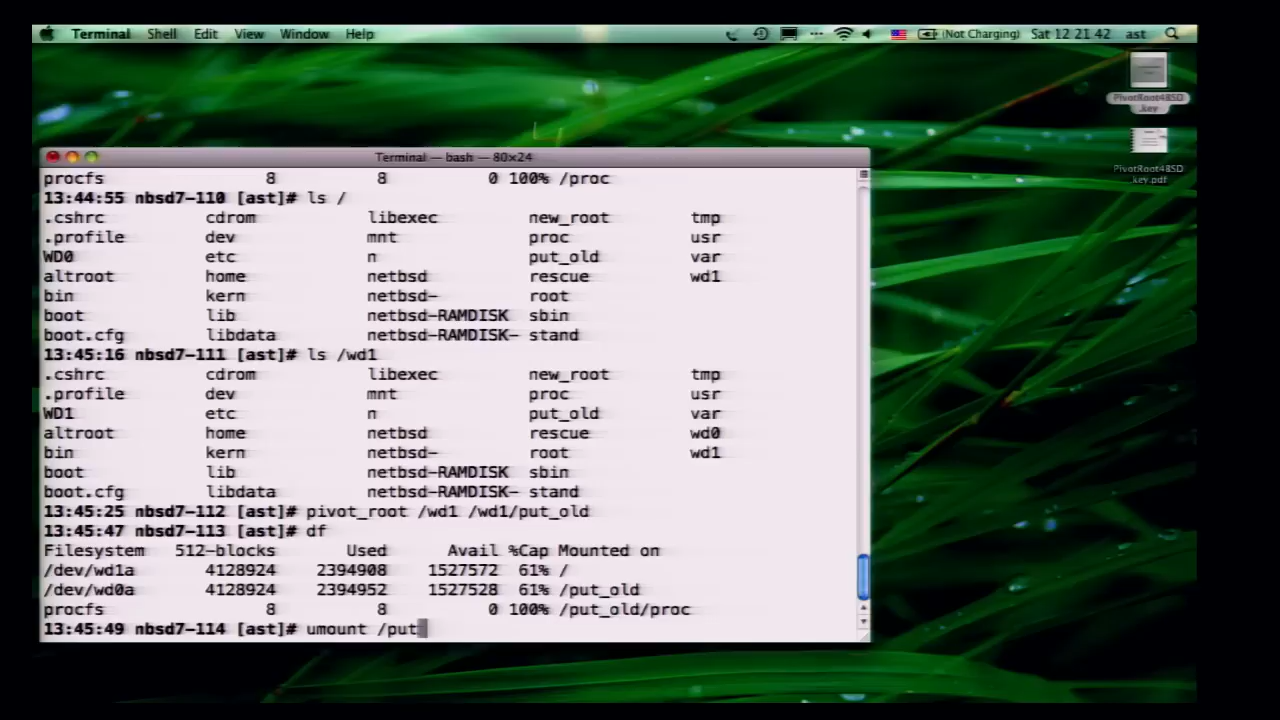 Terminal Shell Edit View Window Help (Not Charging) Sat 12 21 42 ast
PivotRoot4BSD
.key
PivotRoot4BSD
.key.pdf
Terminal — bash — 80×24
procfs 8 8 0 100% /proc
13:44:55 nbsd7-110 [ast]# ls /
.cshrc cdrom libexec new_root tmp
.profile dev mnt proc usr
WD0 etc n put_old var
altroot home netbsd rescue wd1
bin kern netbsd- root
boot lib netbsd-RAMDISK sbin
boot.cfg libdata netbsd-RAMDISK- stand
13:45:16 nbsd7-111 [ast]# ls /wd1
.cshrc cdrom libexec new_root tmp
.profile dev mnt proc usr
WD1 etc n put_old var
altroot home netbsd rescue wd0
bin kern netbsd- root wd1
boot lib netbsd-RAMDISK sbin
boot.cfg libdata netbsd-RAMDISK- stand
13:45:25 nbsd7-112 [ast]# pivot_root /wd1 /wd1/put_old
13:45:47 nbsd7-113 [ast]# df
Filesystem 512-blocks Used Avail %Cap Mounted on
/dev/wd1a 4128924 2394908 1527572 61% /
/dev/wd0a 4128924 2394952 1527528 61% /put_old
procfs 8 8 0 100% /put_old/proc
13:45:49 nbsd7-114 [ast]# umount /put